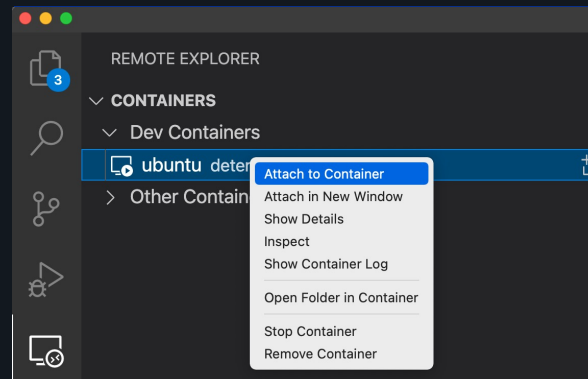 REMOTE EXPLORER
3
CONTAINERS
Dev Containers
ubuntu
Attach to Container
Attach in New Window
Other
Show Details
Inspect
Show Container Log
Open Folder in Container
Stop Container
Remove Container